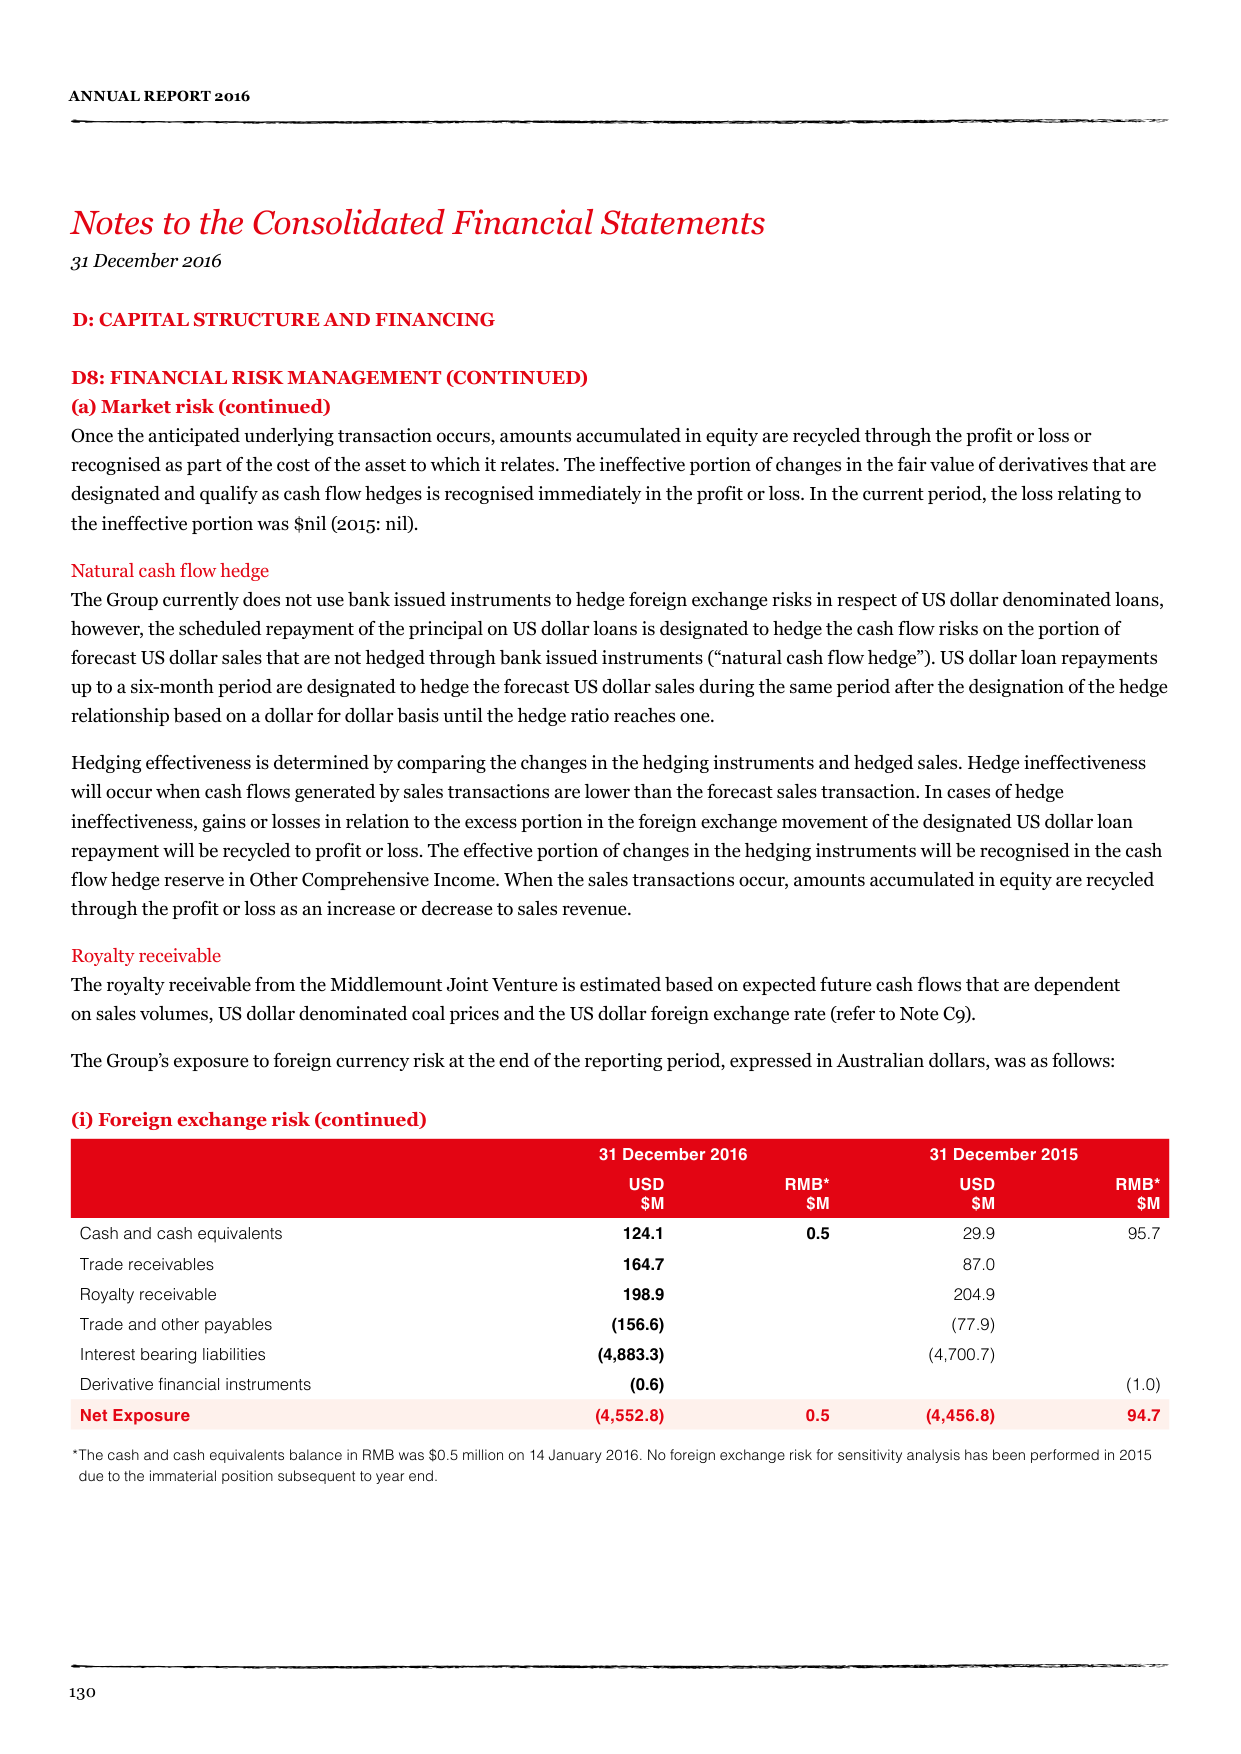 ANNUAL REPORT 2016
Notes to the Consolidated Financial Statements
31 December 2016
D: CAPITAL STRUCTURE AND FINANCING
D8: FINANCIAL RISK MANAGEMENT (CONTINUED)
(a) Market risk (continued)
Once the anticipated underlying transaction occurs, amounts accumulated in equity are recycled through the profit or loss or
recognised as part of the cost of the asset to which it relates. The ineffective portion of changes in the fair value of derivatives that are
designated and qualify as cash flow hedges is recognised immediately in the profit or loss. In the current period, the loss relating to
the ineffective portion was $nil (2015: nil).
Natural cash flow hedge
The Group currently does not use bank issued instruments to hedge foreign exchange risks in respect of US dollar denominated loans,
however, the scheduled repayment of the principal on US dollar loans is designated to hedge the cash flow risks on the portion of
forecast US dollar sales that are not hedged through bank issued instruments (“natural cash flow hedge”). US dollar loan repayments
up to a six-month period are designated to hedge the forecast US dollar sales during the same period after the designation of the hedge
relationship based on a dollar for dollar basis until the hedge ratio reaches one.
Hedging effectiveness is determined by comparing the changes in the hedging instruments and hedged sales. Hedge ineffectiveness
will occur when cash flows generated by sales transactions are lower than the forecast sales transaction. In cases of hedge
ineffectiveness, gains or losses in relation to the excess portion in the foreign exchange movement of the designated US dollar loan
repayment will be recycled to profit or loss. The effective portion of changes in the hedging instruments will be recognised in the cash
flow hedge reserve in Other Comprehensive Income. When the sales transactions occur, amounts accumulated in equity are recycled
through the profit or loss as an increase or decrease to sales revenue.
Royalty receivable
The royalty receivable from the Middlemount Joint Venture is estimated based on expected future cash flows that are dependent
on sales volumes, US dollar denominated coal prices and the US dollar foreign exchange rate (refer to Note C9).
The Group’s exposure to foreign currency risk at the end of the reporting period, expressed in Australian dollars, was as follows:
(i) Foreign exchange risk (continued)
31 December 2016 31 December 2015
USD RMB* USD RMB*
$M $M $M $M
Cash and cash equivalents 124.1 0.5 29.9 95.7
Trade receivables 164.7 87.0
Royalty receivable 198.9 204.9
Trade and other payables (156.6) (77.9)
Interest bearing liabilities (4,883.3) (4,700.7)
Derivative financial instruments (0.6) (1.0)
Net Exposure (4,552.8) 0.5 (4,456.8) 94.7
*The cash and cash equivalents balance in RMB was $0.5 million on 14 January 2016. No foreign exchange risk for sensitivity analysis has been performed in 2015
due to the immaterial position subsequent to year end.
130